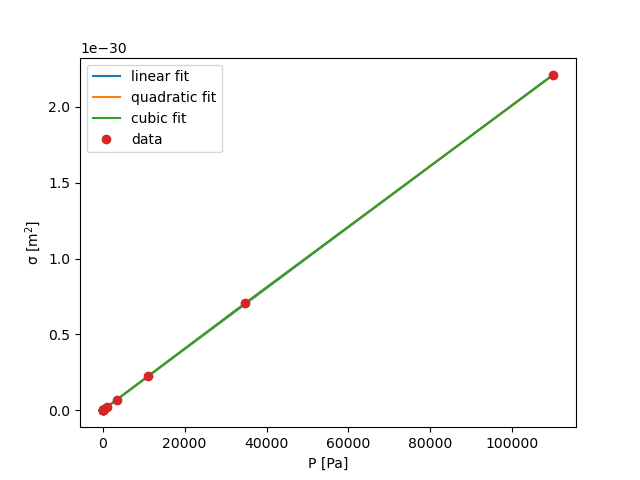 1e−30
linear fit
quadratic fit
cubic fit
data
2.0
1.5
1.0
0.5
0.0
σ [m²]
0 20000 40000 60000 80000 100000
P [Pa]